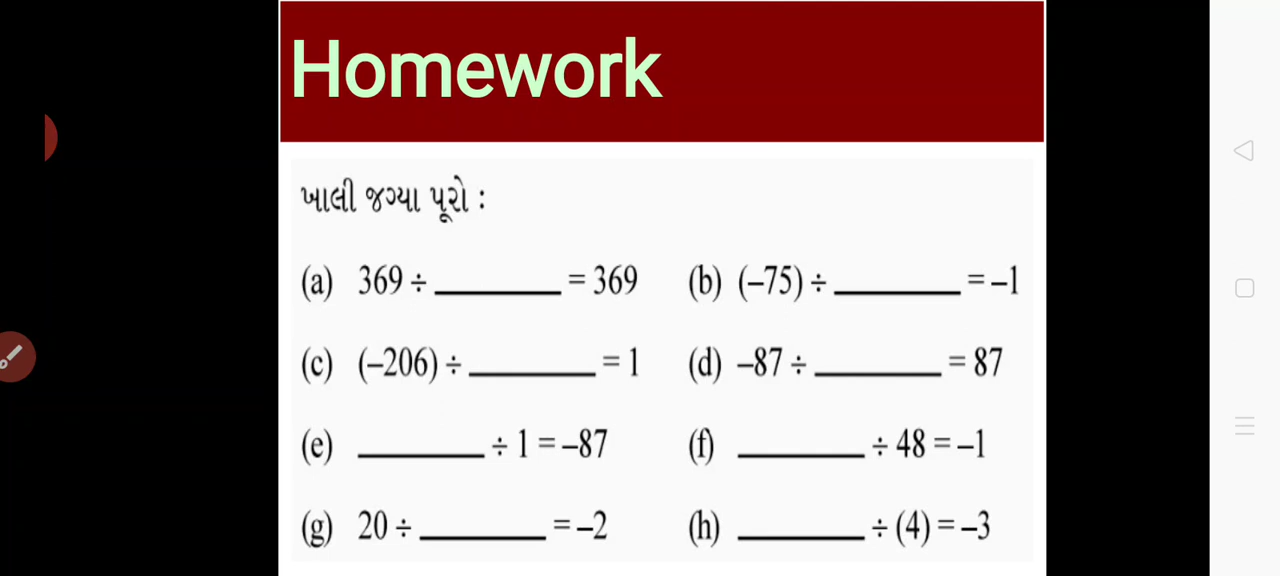 Homework
ખાલી જગ્યા પૂરો :
(a) 369 ÷ ________ = 369 (b) (–75) ÷ ________ = –1
(c) (–206) ÷ ________ = 1 (d) –87 ÷ ________ = 87
(e) ________ ÷ 1 = –87 (f) ________ ÷ 48 = –1
(g) 20 ÷ ________ = –2 (h) ________ ÷ (4) = –3